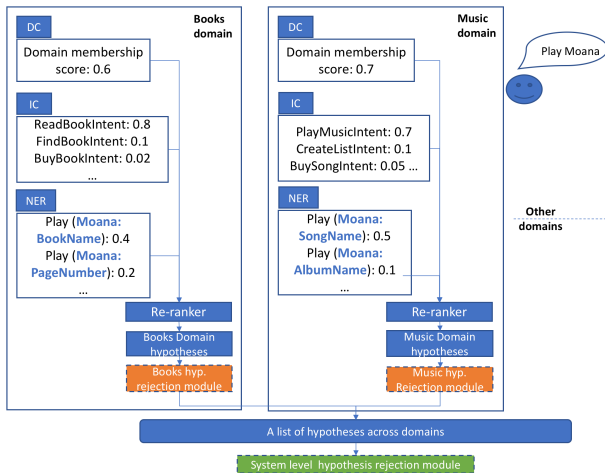 Books
domain
DC
Domain membership
score: 0.6
IC
ReadBookIntent: 0.8
FindBookIntent: 0.1
BuyBookIntent: 0.02
...
NER
Play (Moana:
BookName): 0.4
Play (Moana:
PageNumber): 0.2
...
Re-ranker
Books Domain
hypotheses
Books hyp.
rejection module
Music
domain
DC
Domain membership
score: 0.7
IC
PlayMusicIntent: 0.7
CreateListIntent: 0.1
BuySongIntent: 0.05 ...
NER
Play (Moana:
SongName): 0.5
Play (Moana:
AlbumName): 0.1
...
Re-ranker
Music Domain
hypotheses
Music hyp.
Rejection module
Play Moana
Other
domains
A list of hypotheses across domains
System level hypothesis rejection module